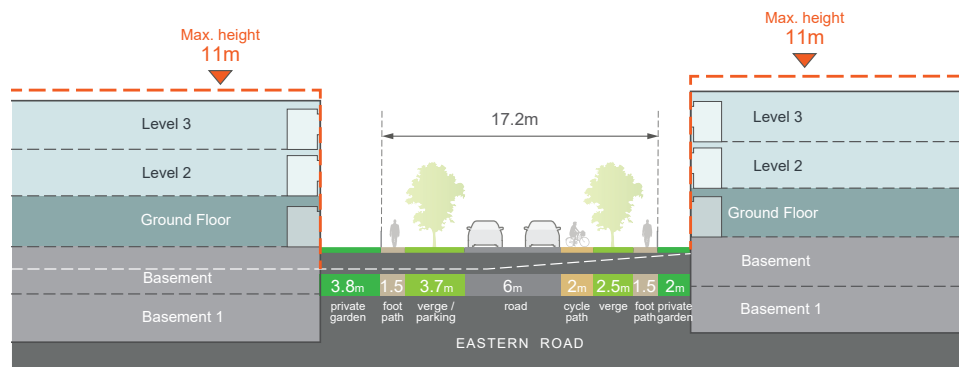 Max. height
11m
Max. height
11m
17.2m
Level 3
Level 2
Ground Floor
Basement
Basement 1
Level 3
Level 2
Ground Floor
Basement
Basement 1
3.8m 1.5 3.7m 6m 2m 2.5m 1.5 2m
private garden
foot path
verge / parking
road
cycle path
verge
foot path
private garden
EASTERN ROAD